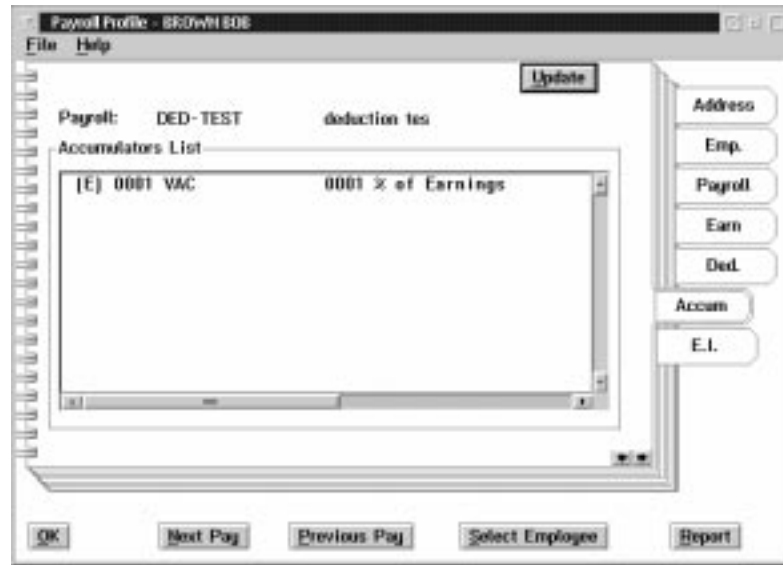 Payroll Profile - BROWN BOB
File Help
Update
Payroll: DED-TEST deduction tes
Accumulators List
(E) 0001 VAC 0001 % of Earnings
Address
Emp.
Payroll
Earn
Ded.
Accum
E.I.
OK Next Pay Previous Pay Select Employee Report